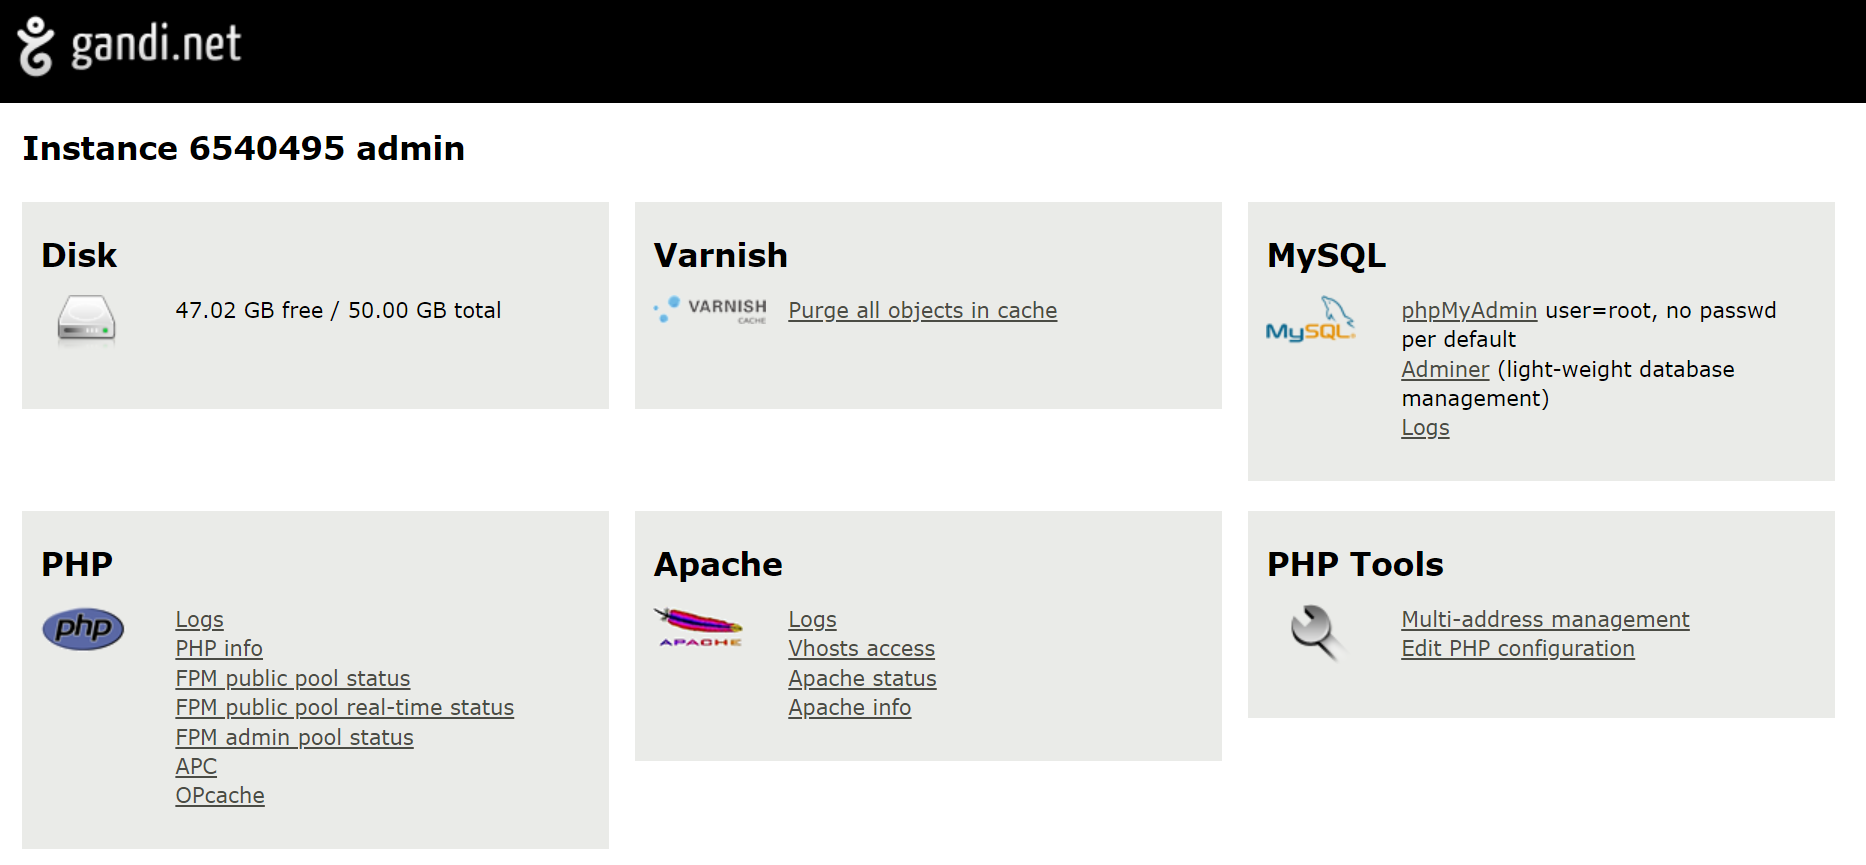 gandi.net
Instance 6540495 admin
Disk
47.02 GB free / 50.00 GB total
Varnish
VARNISH
CACHE
Purge all objects in cache
MySQL
MySQL
phpMyAdmin user=root, no passwd
per default
Adminer (light-weight database
management)
Logs
PHP
php
Logs
PHP info
FPM public pool status
FPM public pool real-time status
FPM admin pool status
APC
OPcache
Apache
APACHE
Logs
Vhosts access
Apache status
Apache info
PHP Tools
Multi-address management
Edit PHP configuration